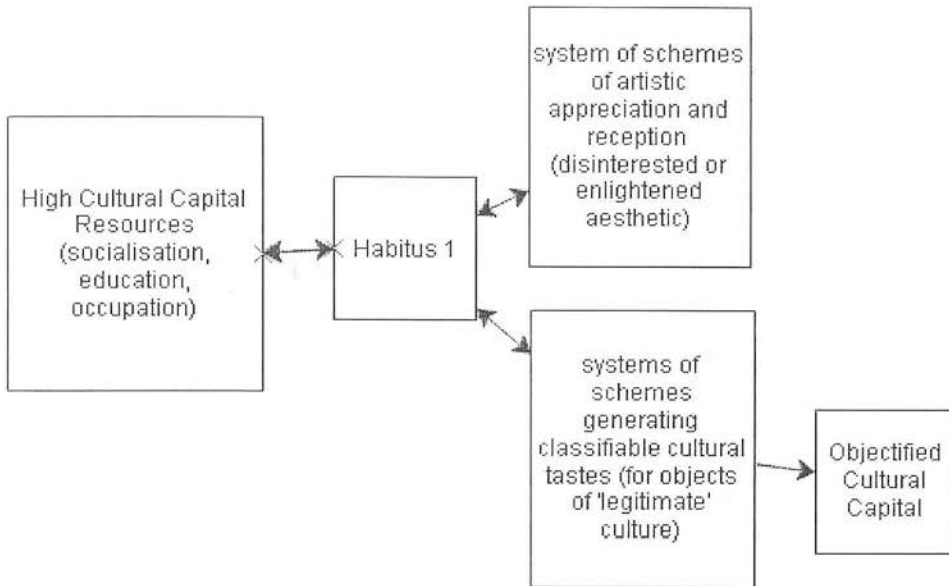 High Cultural Capital
Resources
(socialisation,
education,
occupation)
Habitus 1
system of schemes
of artistic
appreciation and
reception
(disinterested or
enlightened
aesthetic)
systems of
schemes
generating
classifiable cultural
tastes (for objects
of 'legitimate'
culture)
Objectified
Cultural
Capital